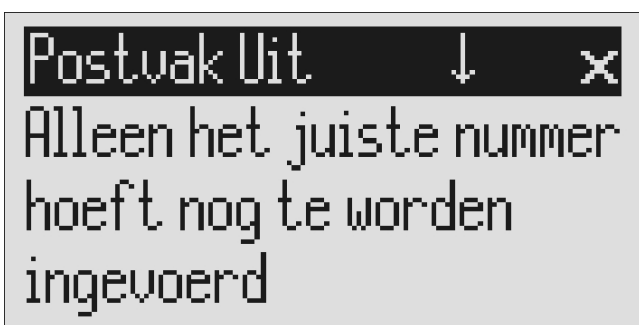 Postvak Uit ↓ x
Alleen het juiste nummer
hoeft nog te worden
ingevoerd